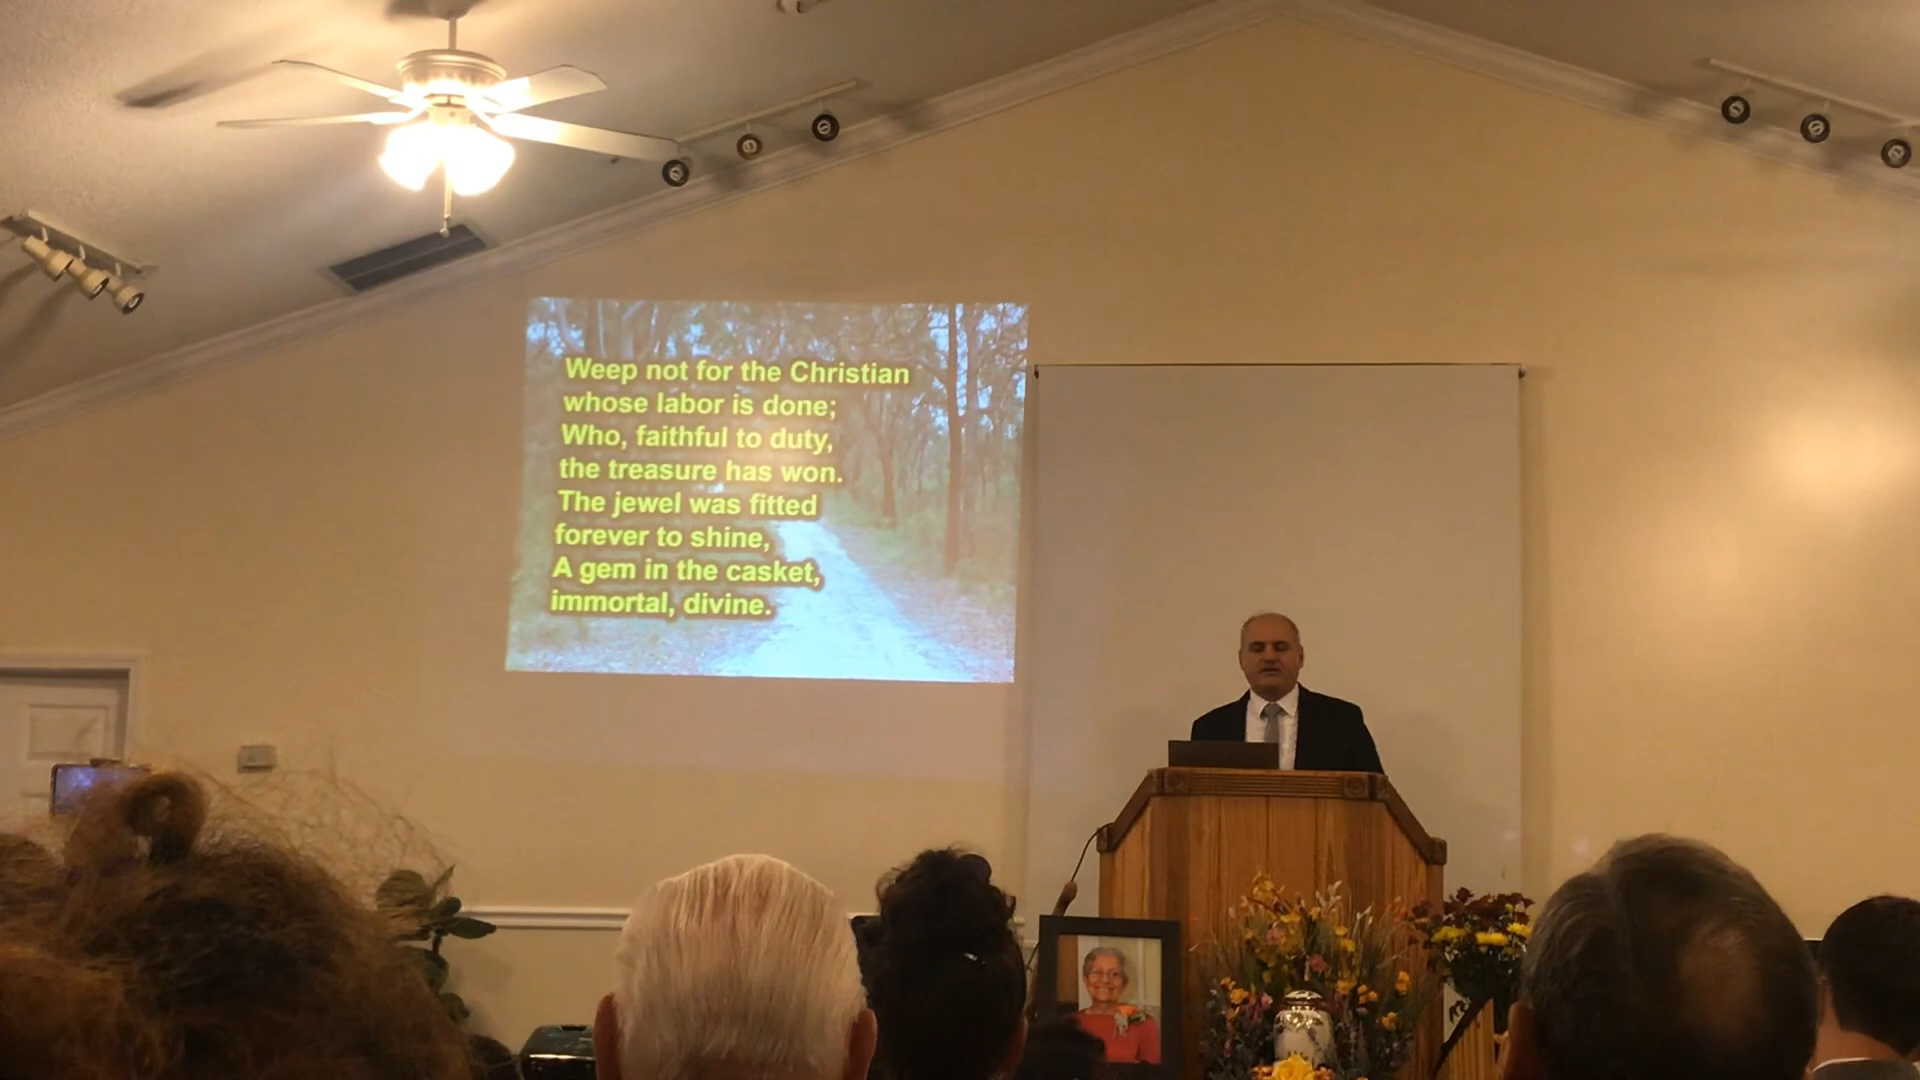 Weep not for the Christian
whose labor is done;
Who, faithful to duty,
the treasure has won.
The jewel was fitted
forever to shine,
A gem in the casket,
immortal, divine.